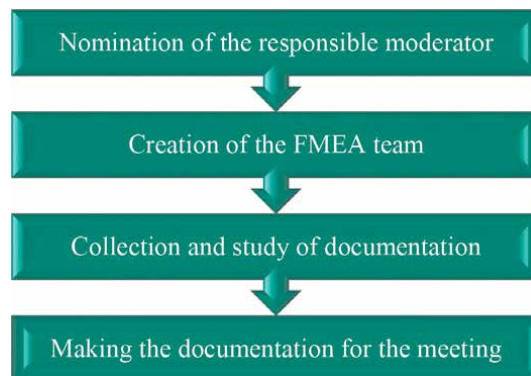 Nomination of the responsible moderator
Creation of the FMEA team
Collection and study of documentation
Making the documentation for the meeting